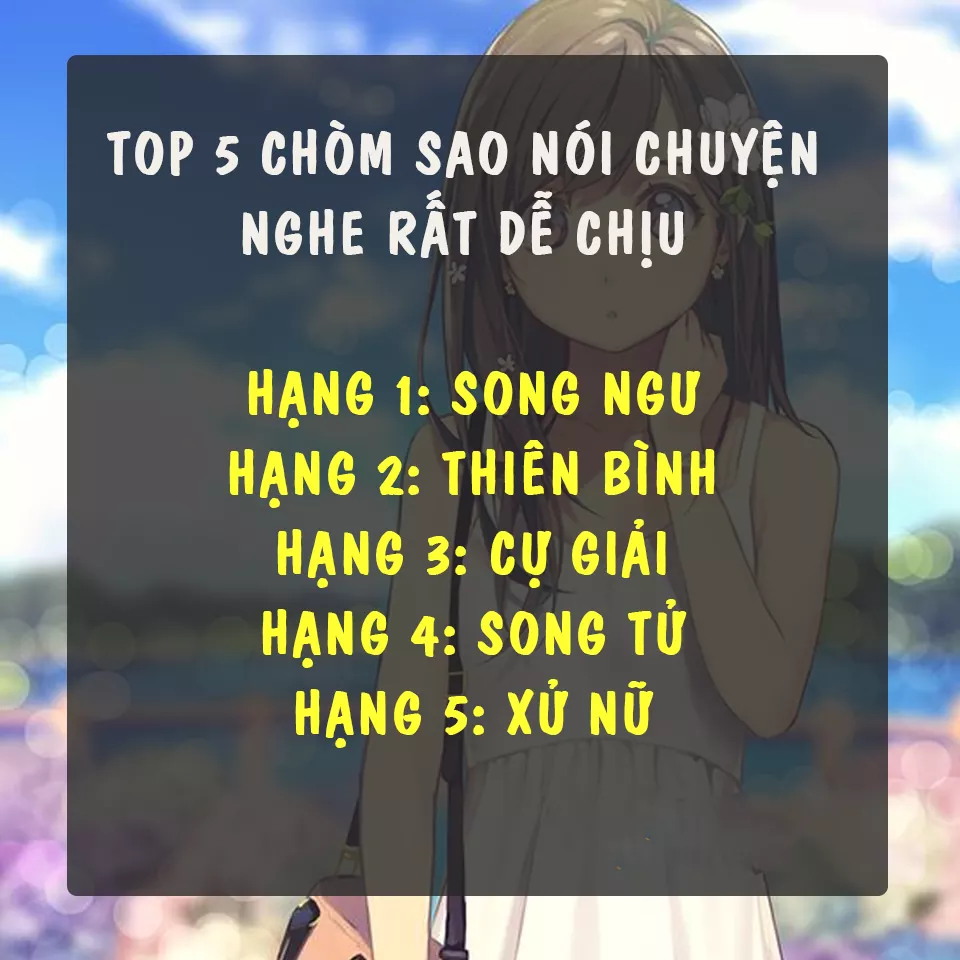 TOP 5 CHÒM SAO NÓI CHUYỆN
NGHE RẤT DỄ CHỊU
HẠNG 1: SONG NGƯ
HẠNG 2: THIÊN BÌNH
HẠNG 3: CỰ GIẢI
HẠNG 4: SONG TỬ
HẠNG 5: XỬ NỮ